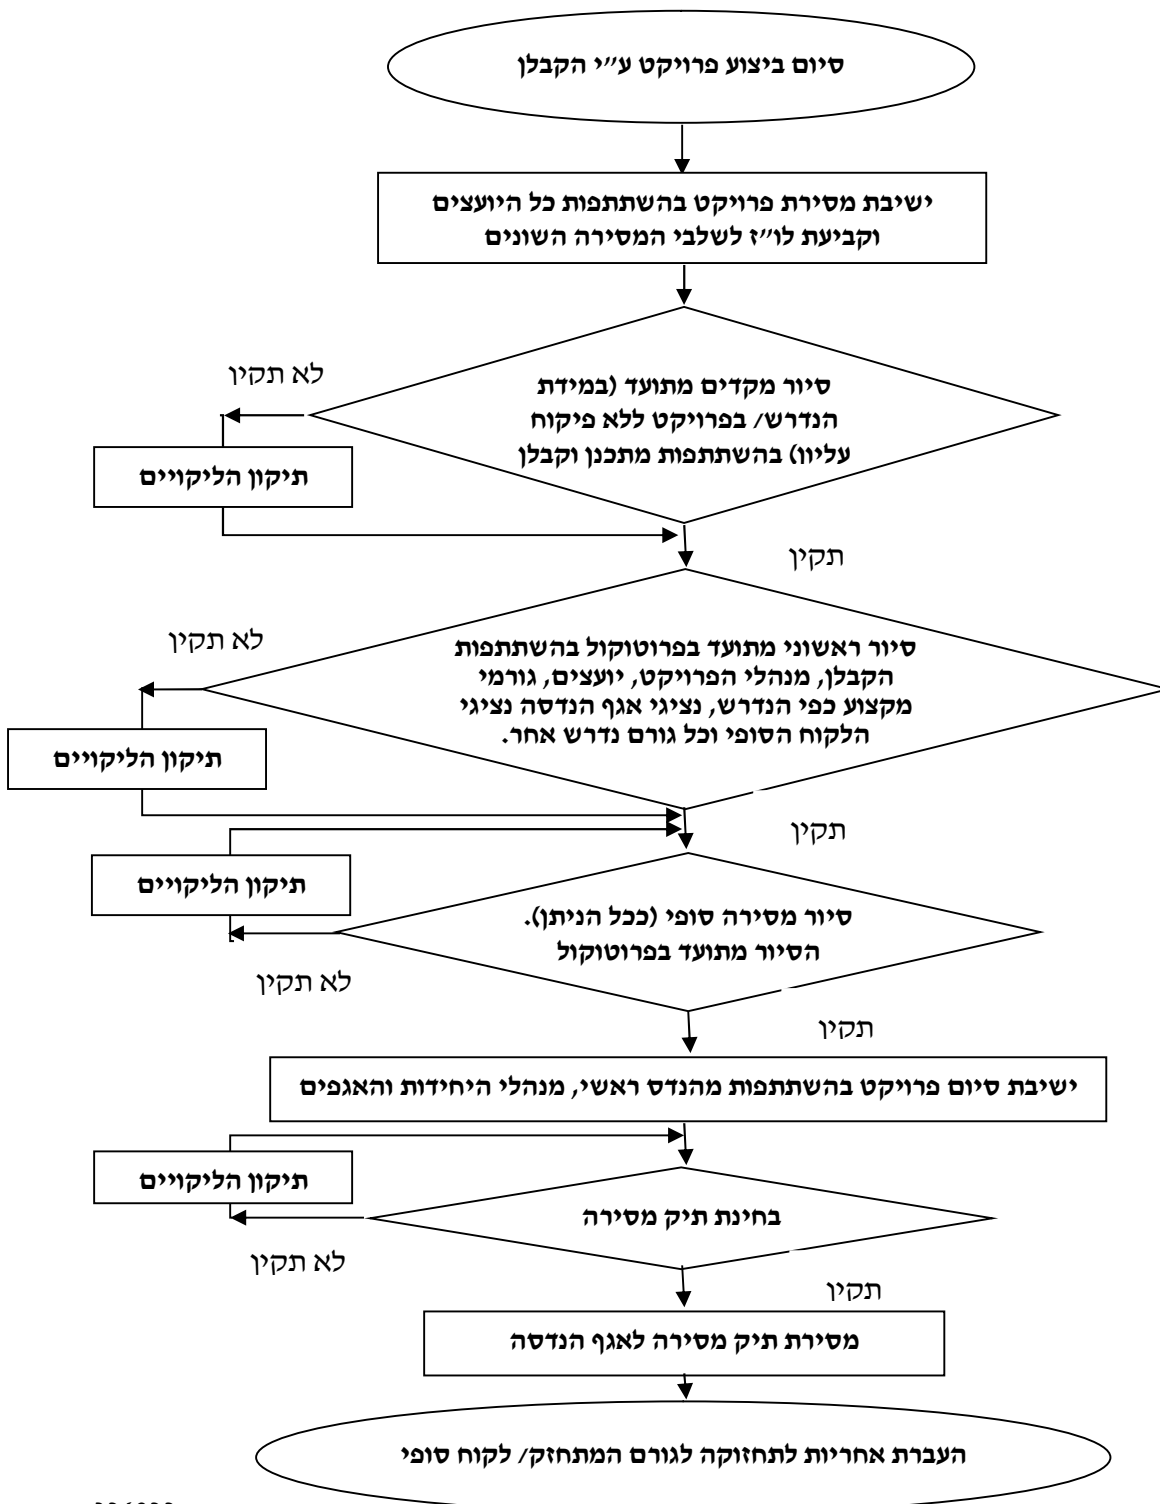 סיום ביצוע פרויקט ע״י הקבלן
ישיבת מסירת פרויקט בהשתתפות כל היועצים
וקביעת לו״ז לשלבי המסירה השונים
לא תקין
סיור מקדים מתועד (במידת
הנדרש/ בפרויקט ללא פיקוח
עליון) בהשתתפות מתכנן וקבלן
תיקון הליקויים
תקין
לא תקין
סיור ראשוני מתועד בפרוטוקול בהשתתפות
הקבלן, מנהלי הפרויקט, יועצים, גורמי
מקצוע כפי הנדרש, נציגי אגף הנדסה נציגי
הלקוח הסופי וכל גורם נדרש אחר.
תיקון הליקויים
תקין
תיקון הליקויים
סיור מסירה סופי (ככל הניתן).
הסיור מתועד בפרוטוקול
לא תקין
תקין
ישיבת סיום פרויקט בהשתתפות מהנדס ראשי, מנהלי היחידות והאגפים
תיקון הליקויים
בחינת תיק מסירה
לא תקין
תקין
מסירת תיק מסירה לאגף הנדסה
העברת אחריות לתחזוקה לגורם המתחזק/ לקוח סופי